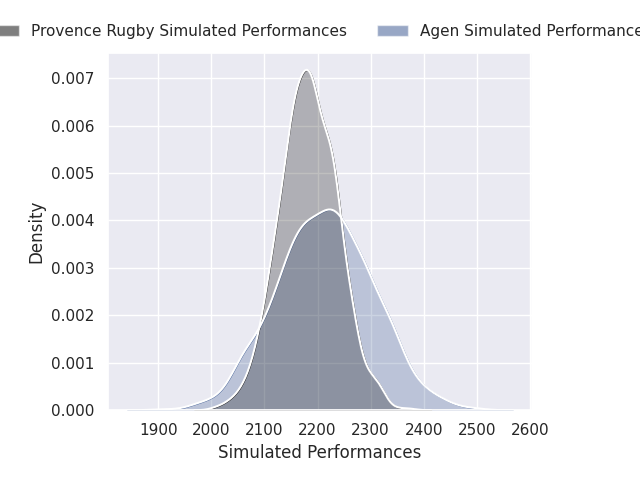 Provence Rugby Simulated Performances
Agen Simulated Performance
0.007
0.006
0.005
0.004
0.003
0.002
0.001
0.000
Density
1900 2000 2100 2200 2300 2400 2500 2600
Simulated Performances